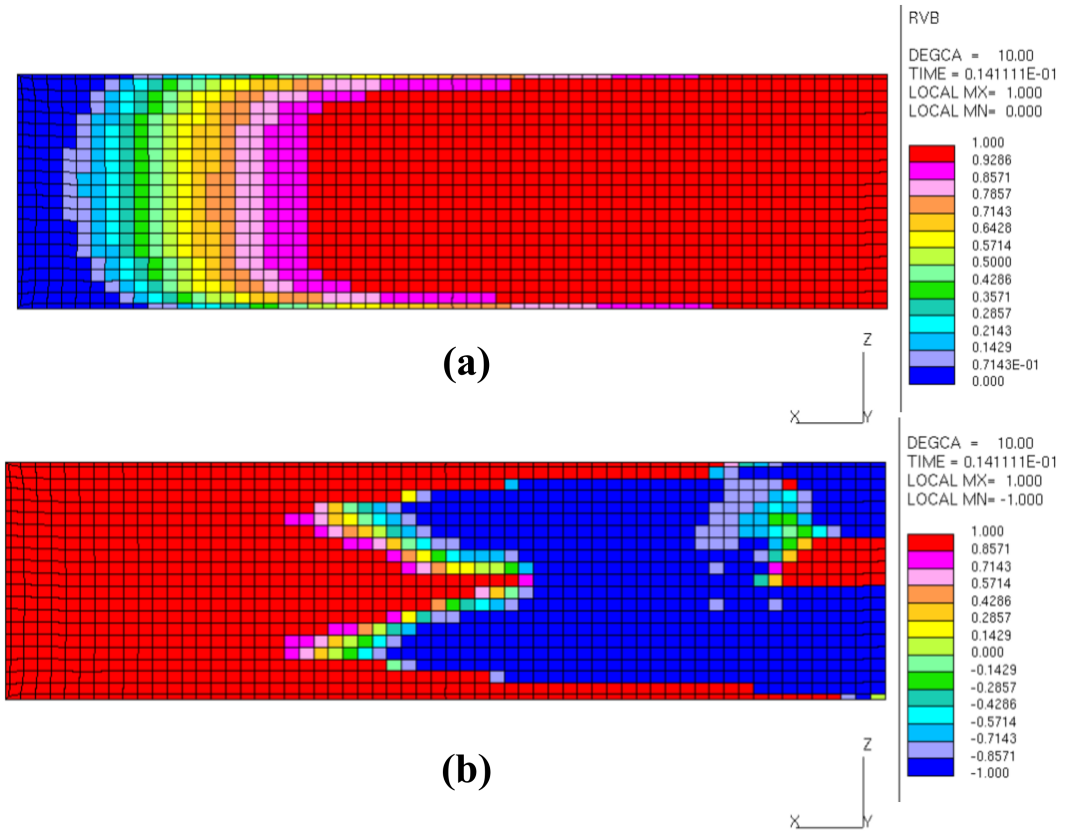 RVB
DEGCA = 10.00
TIME = 0.141111E-01
LOCAL MX= 1.000
LOCAL MN= 0.000
1.000
0.9286
0.8571
0.7857
0.7143
0.6428
0.5714
0.5000
0.4286
0.3571
0.2857
0.2143
0.1429
0.7143E-01
0.000
Z
X
Y
(a)
DEGCA = 10.00
TIME = 0.141111E-01
LOCAL MX= 1.000
LOCAL MN= -1.000
1.000
0.8571
0.7143
0.5714
0.4286
0.2857
0.1429
0.000
-0.1429
-0.2857
-0.4286
-0.5714
-0.7143
-0.8571
-1.000
Z
X
Y
(b)